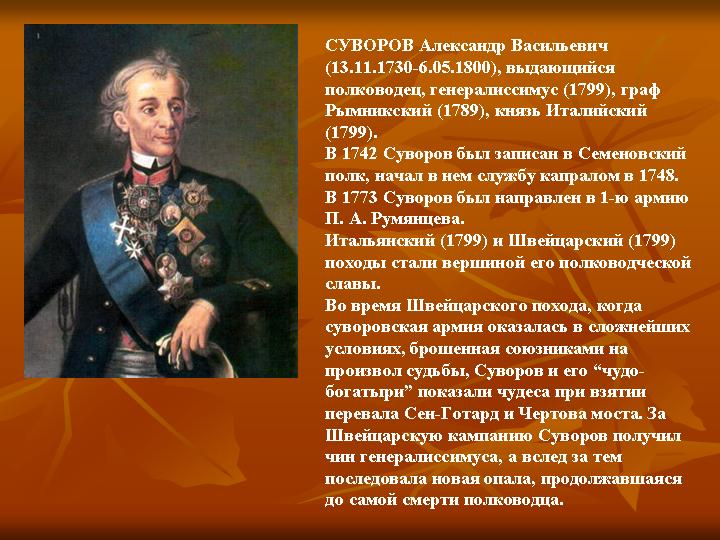 СУВОРОВ Александр Васильевич
(13.11.1730-6.05.1800), выдающийся
полководец, генералиссимус (1799), граф
Рымникский (1789), князь Италийский
(1799).
В 1742 Суворов был записан в Семеновский
полк, начал в нем службу капралом в 1748.
В 1773 Суворов был направлен в 1-ю армию
П. А. Румянцева.
Итальянский (1799) и Швейцарский (1799)
походы стали вершиной его полководческой
славы.
Во время Швейцарского похода, когда
суворовская армия оказалась в сложнейших
условиях, брошенная союзниками на
произвол судьбы, Суворов и его “чудо-
богатыри” показали чудеса при взятии
перевала Сен-Готард и Чертова моста. За
Швейцарскую кампанию Суворов получил
чин генералиссимуса, а вслед за тем
последовала новая опала, продолжавшаяся
до самой смерти полководца.